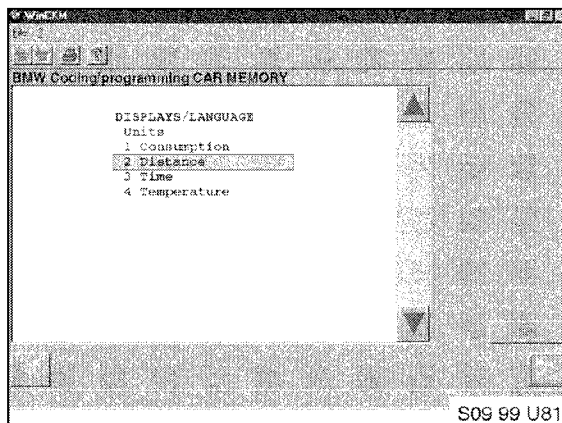 WinEKM
BMW Coding/programming CAR MEMORY
DISPLAYS/LANGUAGE
Units
1 Consumption
2 Distance
3 Time
4 Temperature
S09 99 U81